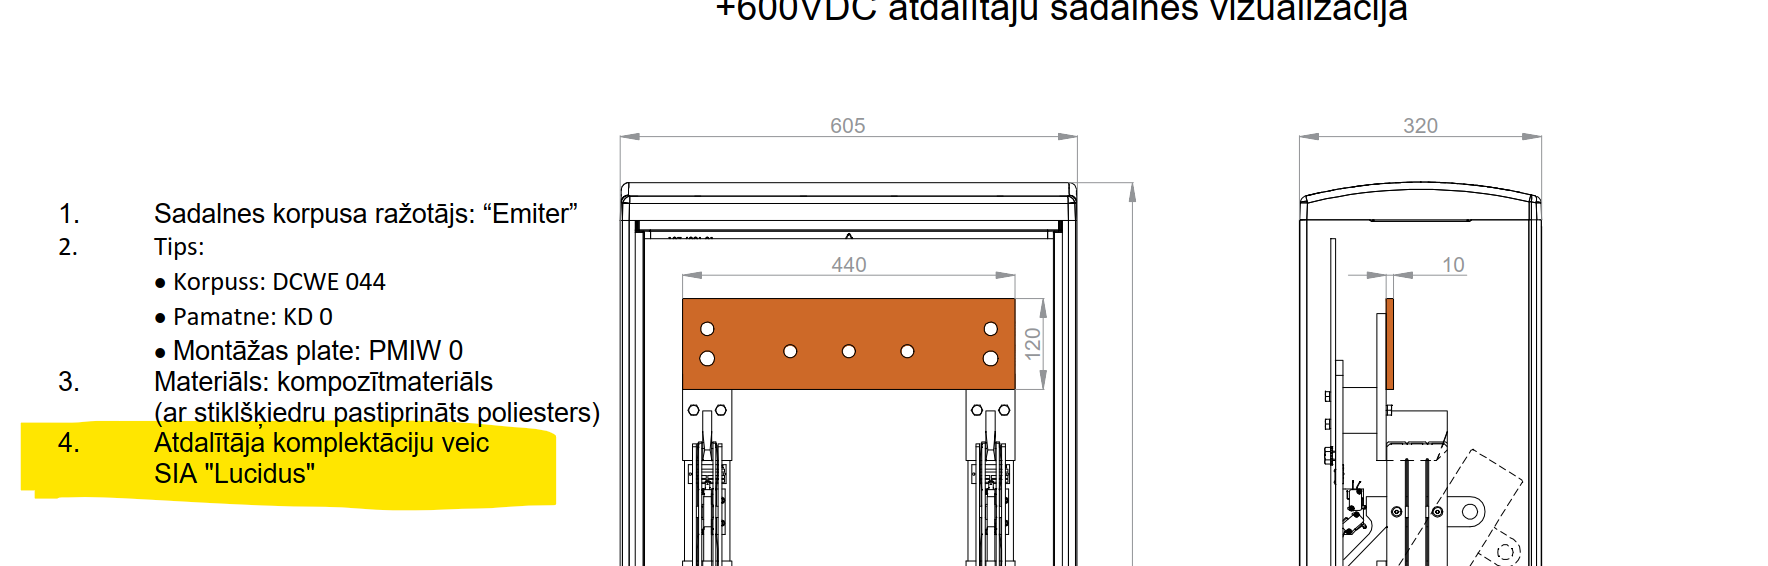 +600VDC atdalītāju sadalnes vizualizācija
605
320
1. Sadalnes korpusa ražotājs: “Emiter”
2. Tips:
• Korpuss: DCWE 044
• Pamatne: KD 0
• Montāžas plate: PMIW 0
3. Materiāls: kompozītmateriāls
(ar stiklšķiedru pastiprināts poliesters)
4. Atdalītāja komplektāciju veic
SIA "Lucidus"
440
10
120